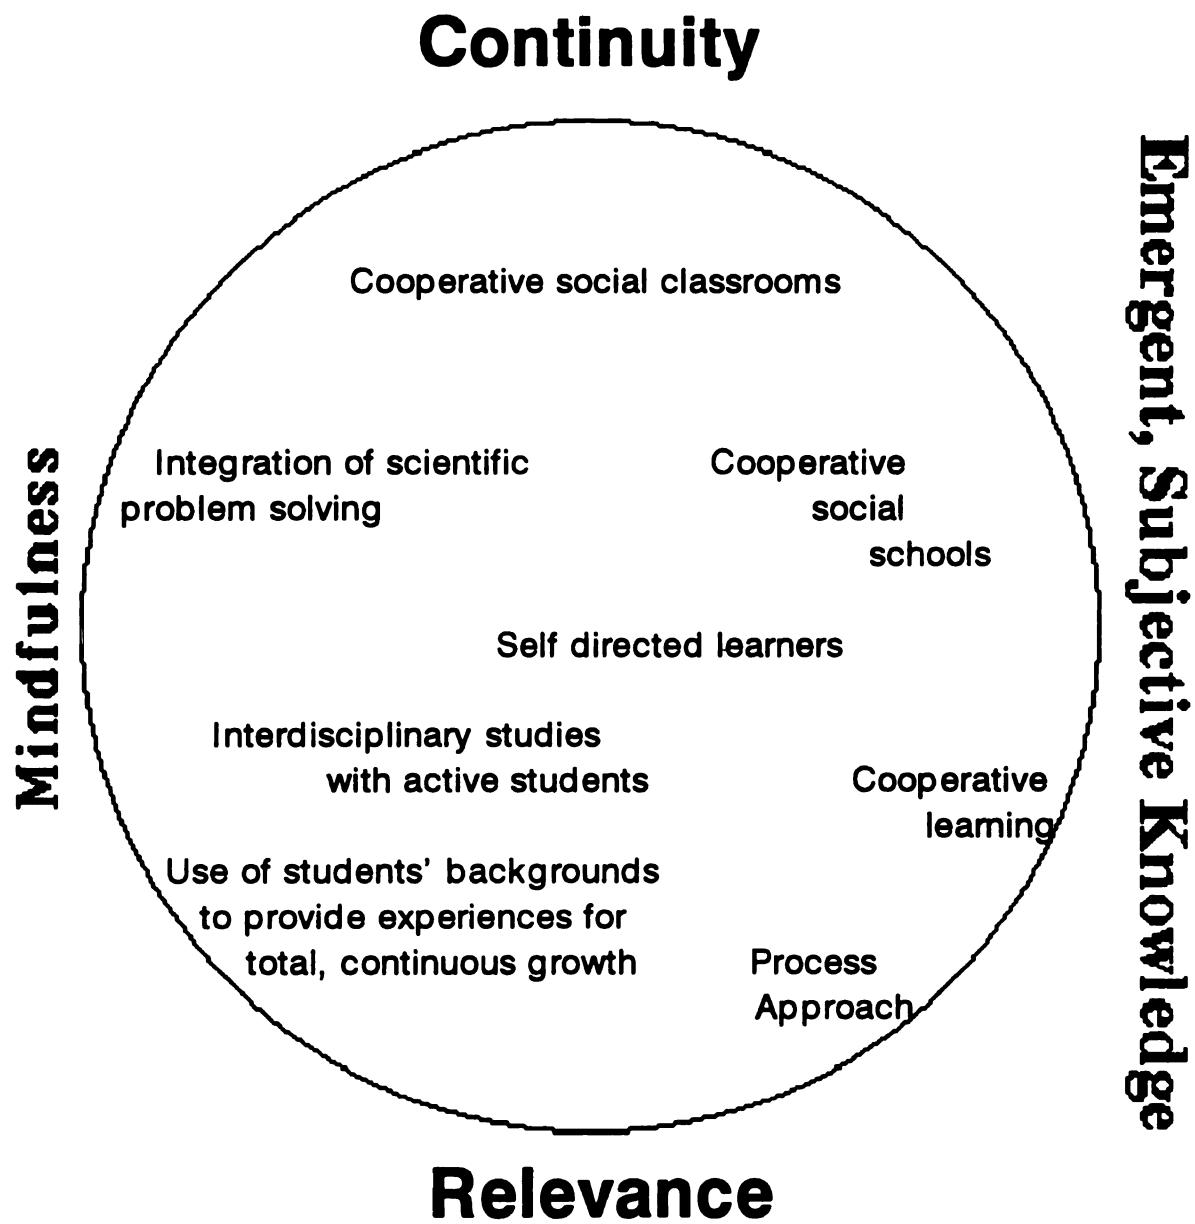 Continuity
Emergent, Subjective Knowledge
Cooperative social classrooms
Mindfulness
Integration of scientific
problem solving
Cooperative
social
schools
Self directed learners
Interdisciplinary studies
with active students
Cooperative
learning
Use of students’ backgrounds
to provide experiences for
total, continuous growth
Process
Approach
Relevance